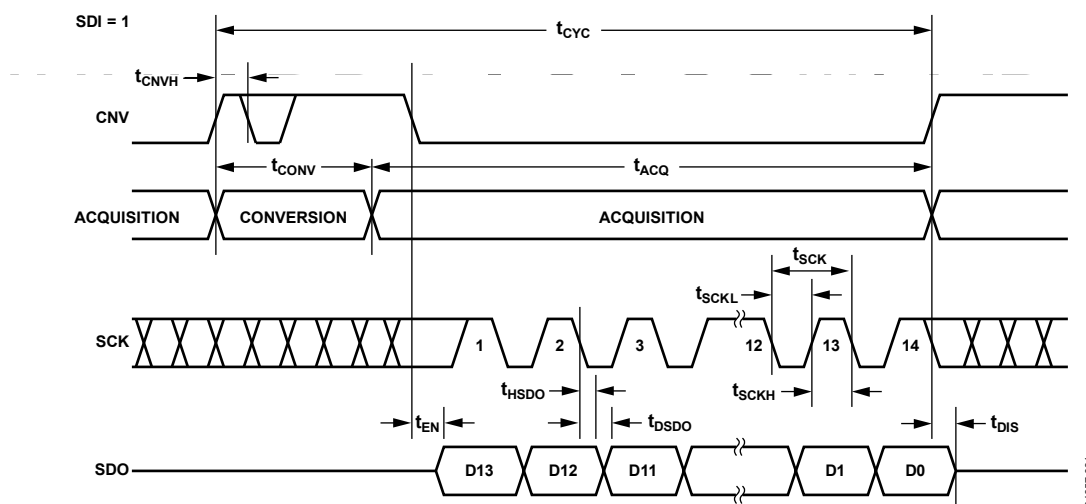 SDI = 1
tCYC
tCNVH
CNV
tCONV
tACQ
ACQUISITION
CONVERSION
ACQUISITION
tSCK
tSCKL
SCK
1
2
3
12
13
14
tHSDO
tSCKH
tEN
tDSDO
tDIS
SDO
D13
D12
D11
D1
D0